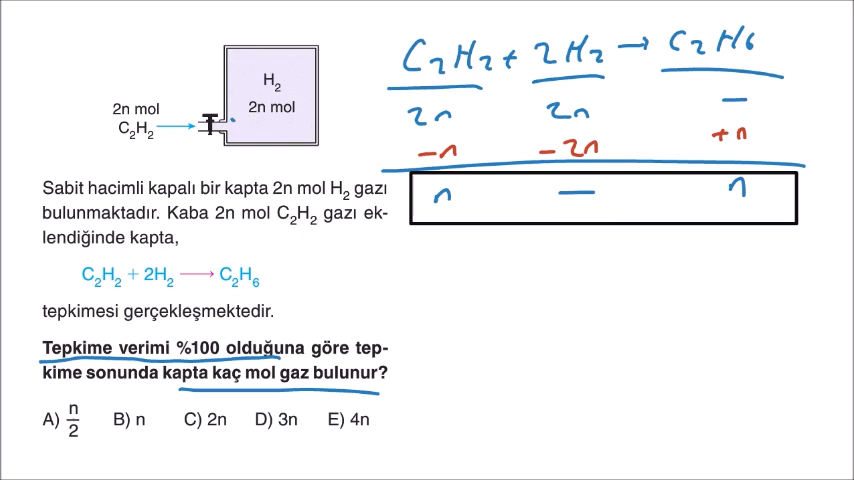 H₂
2n mol
2n mol
C₂H₂
Sabit hacimli kapalı bir kapta 2n mol H₂ gazı
bulunmaktadır. Kaba 2n mol C₂H₂ gazı ek-
lendiğinde kapta,
C₂H₂ + 2H₂ ⟶ C₂H₆
tepkimesi gerçekleşmektedir.
Tepkime verimi %100 olduğuna göre tep-
kime sonunda kapta kaç mol gaz bulunur?
A) n/2 B) n C) 2n D) 3n E) 4n
C₂H₂ + 2H₂ → C₂H₆
2n 2n –
–n –2n +n
n – n